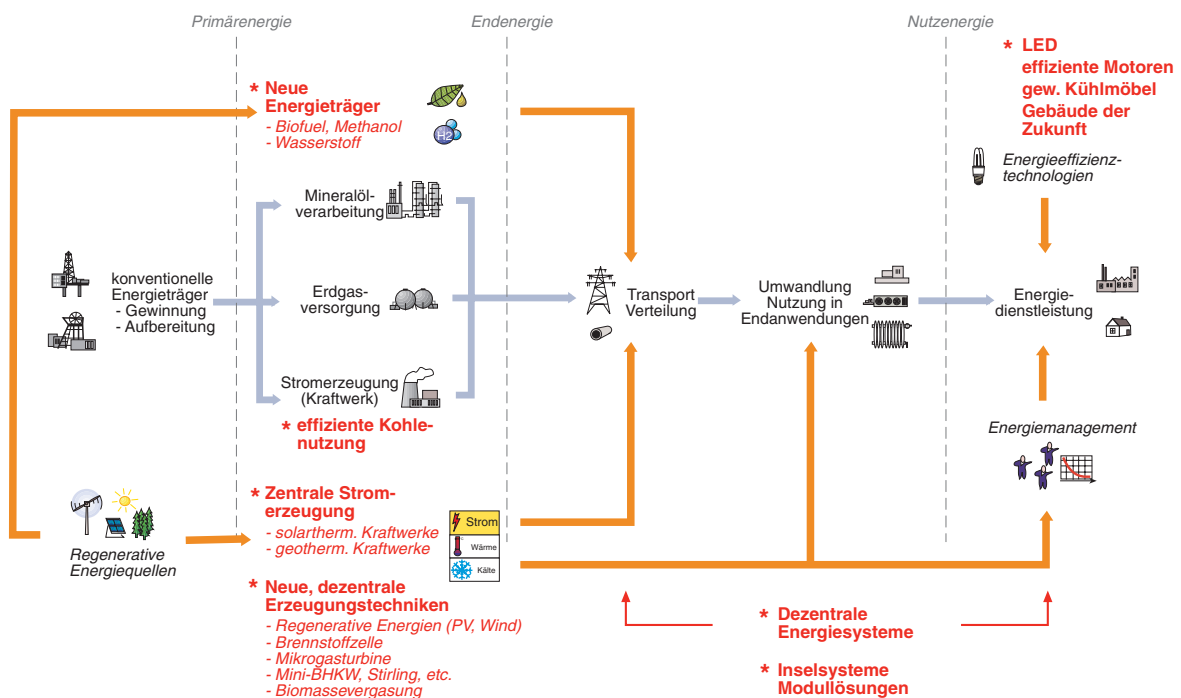 Primärenergie
Endenergie
Nutzenergie
* LED
effiziente Motoren
gew. Kühlmöbel
Gebäude der
Zukunft
* Neue
Energieträger
- Biofuel, Methanol
- Wasserstoff
H2
Energieeffizienz-
technologien
Mineralöl-
verarbeitung
konventionelle
Energieträger
- Gewinnung
- Aufbereitung
Erdgas-
versorgung
Transport
Verteilung
Umwandlung
Nutzung in
Endanwendungen
Energie-
dienstleistung
Stromerzeugung
(Kraftwerk)
* effiziente Kohle-
nutzung
Energiemanagement
* Zentrale Strom-
erzeugung
- solartherm. Kraftwerke
- geotherm. Kraftwerke
Strom
Wärme
Kälte
Regenerative
Energiequellen
* Neue, dezentrale
Erzeugungstechniken
- Regenerative Energien (PV, Wind)
- Brennstoffzelle
- Mikrogasturbine
- Mini-BHKW, Stirling, etc.
- Biomassevergasung
* Dezentrale
Energiesysteme
* Inselsysteme
Modullösungen